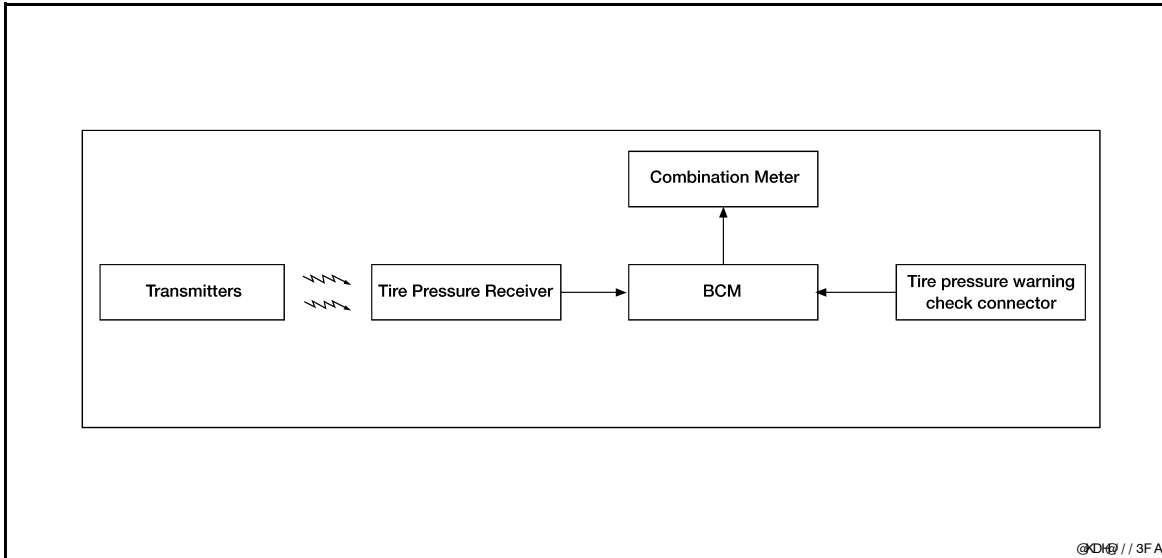 Combination Meter
Transmitters
Tire Pressure Receiver
BCM
Tire pressure warning
check connector